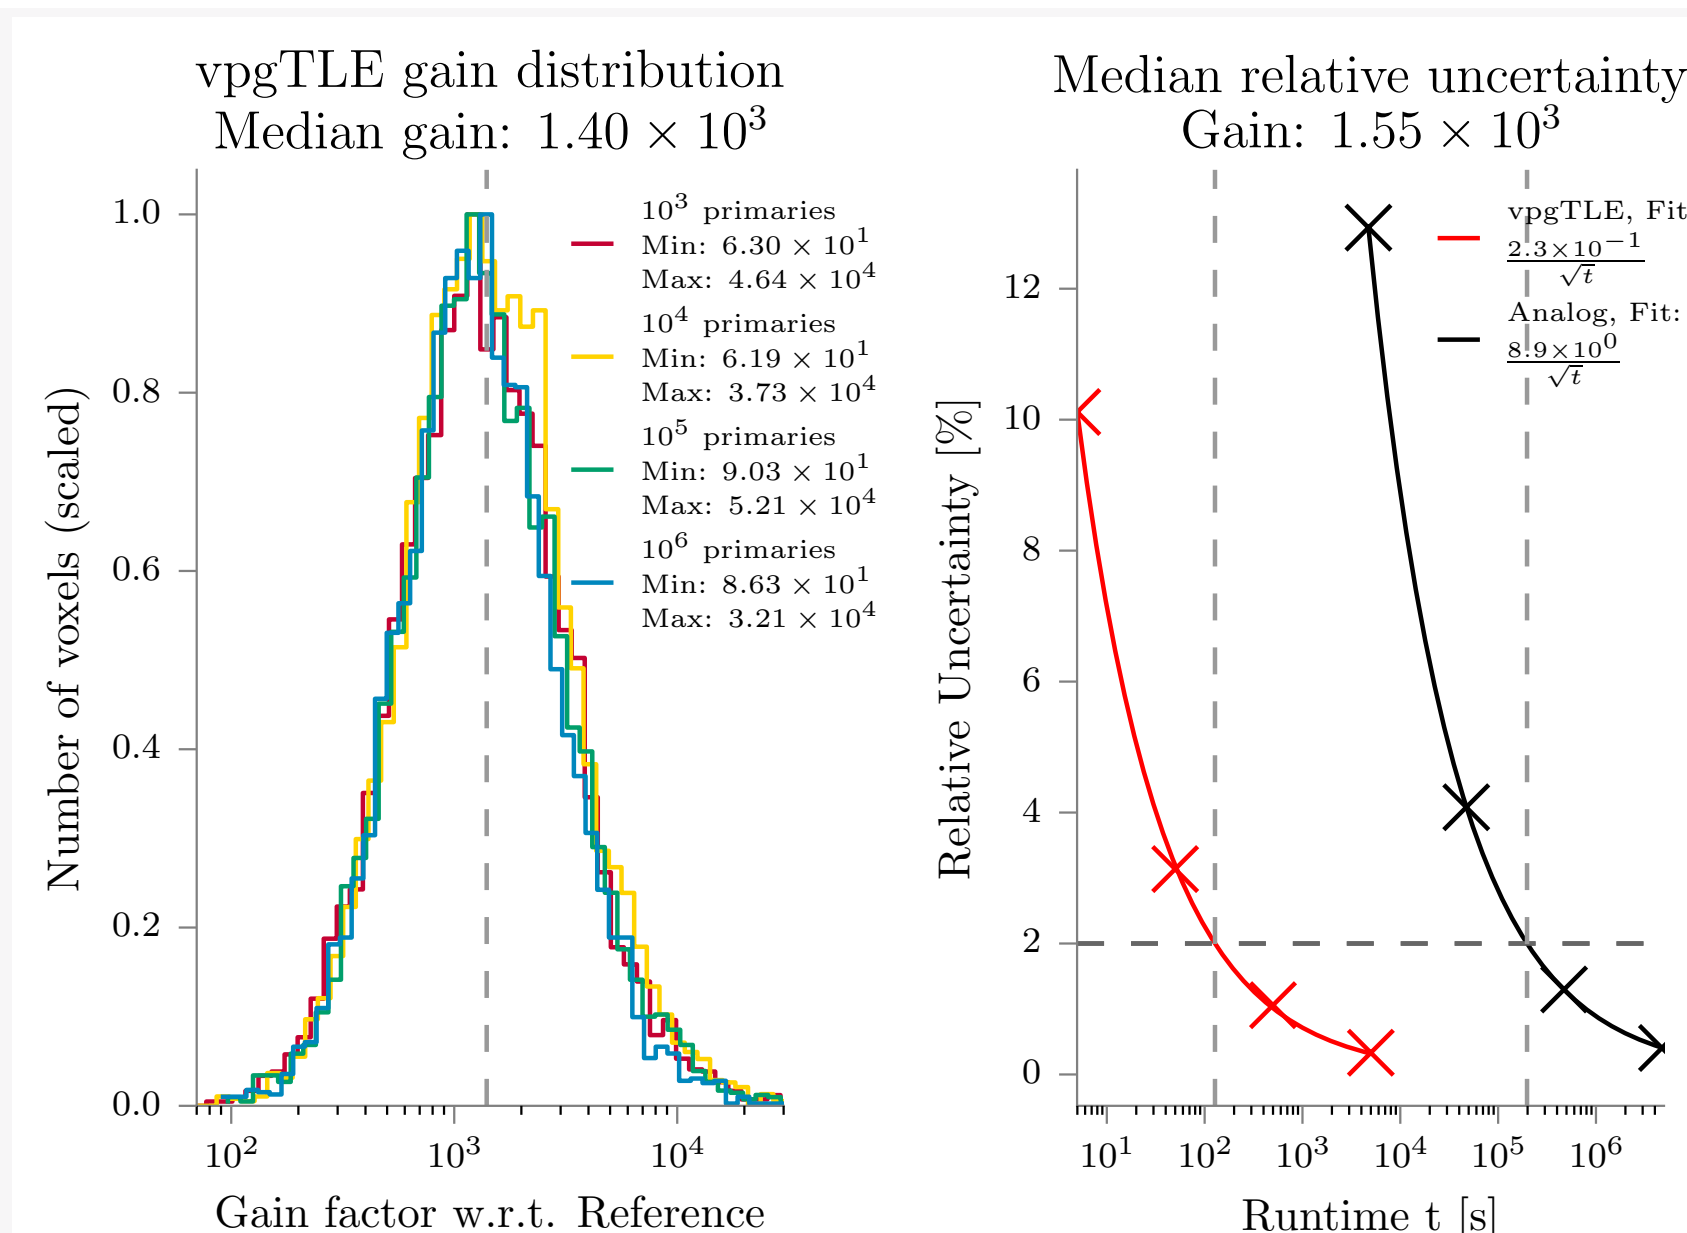 vpgTLE gain distribution
Median gain: 1.40 × 10³
1.0
0.8
0.6
0.4
0.2
0.0
Number of voxels (scaled)
10³ primaries
Min: 6.30 × 10¹
Max: 4.64 × 10⁴
10⁴ primaries
Min: 6.19 × 10¹
Max: 3.73 × 10⁴
10⁵ primaries
Min: 9.03 × 10¹
Max: 5.21 × 10⁴
10⁶ primaries
Min: 8.63 × 10¹
Max: 3.21 × 10⁴
10² 10³ 10⁴
Gain factor w.r.t. Reference
Median relative uncertainty
Gain: 1.55 × 10³
12
10
8
6
4
2
0
Relative Uncertainty [%]
vpgTLE, Fit
2.3×10⁻¹
√t
Analog, Fit:
8.9×10⁰
√t
10¹ 10² 10³ 10⁴ 10⁵ 10⁶
Runtime t [s]